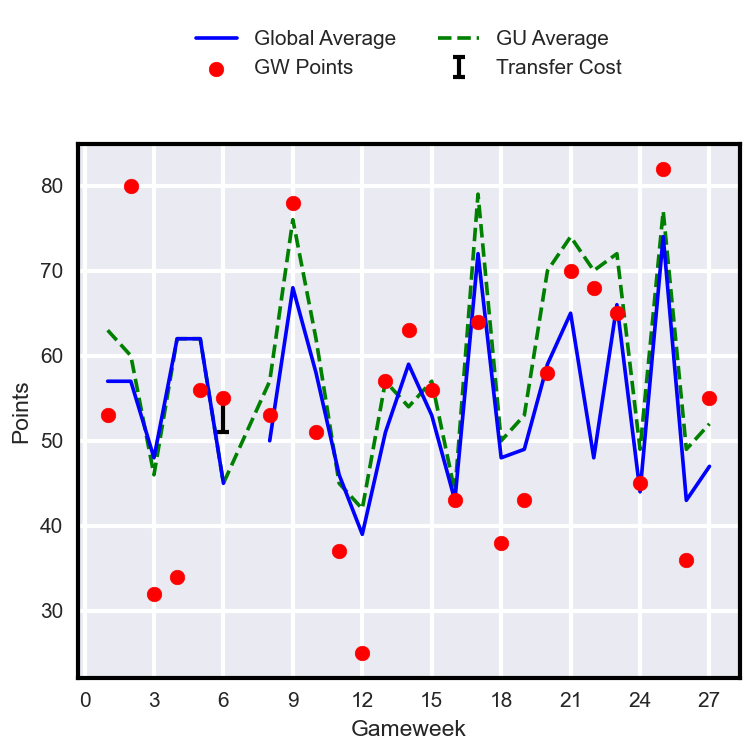 Global Average
GU Average
GW Points
Transfer Cost
80
70
60
50
40
30
Points
0 3 6 9 12 15 18 21 24 27
Gameweek